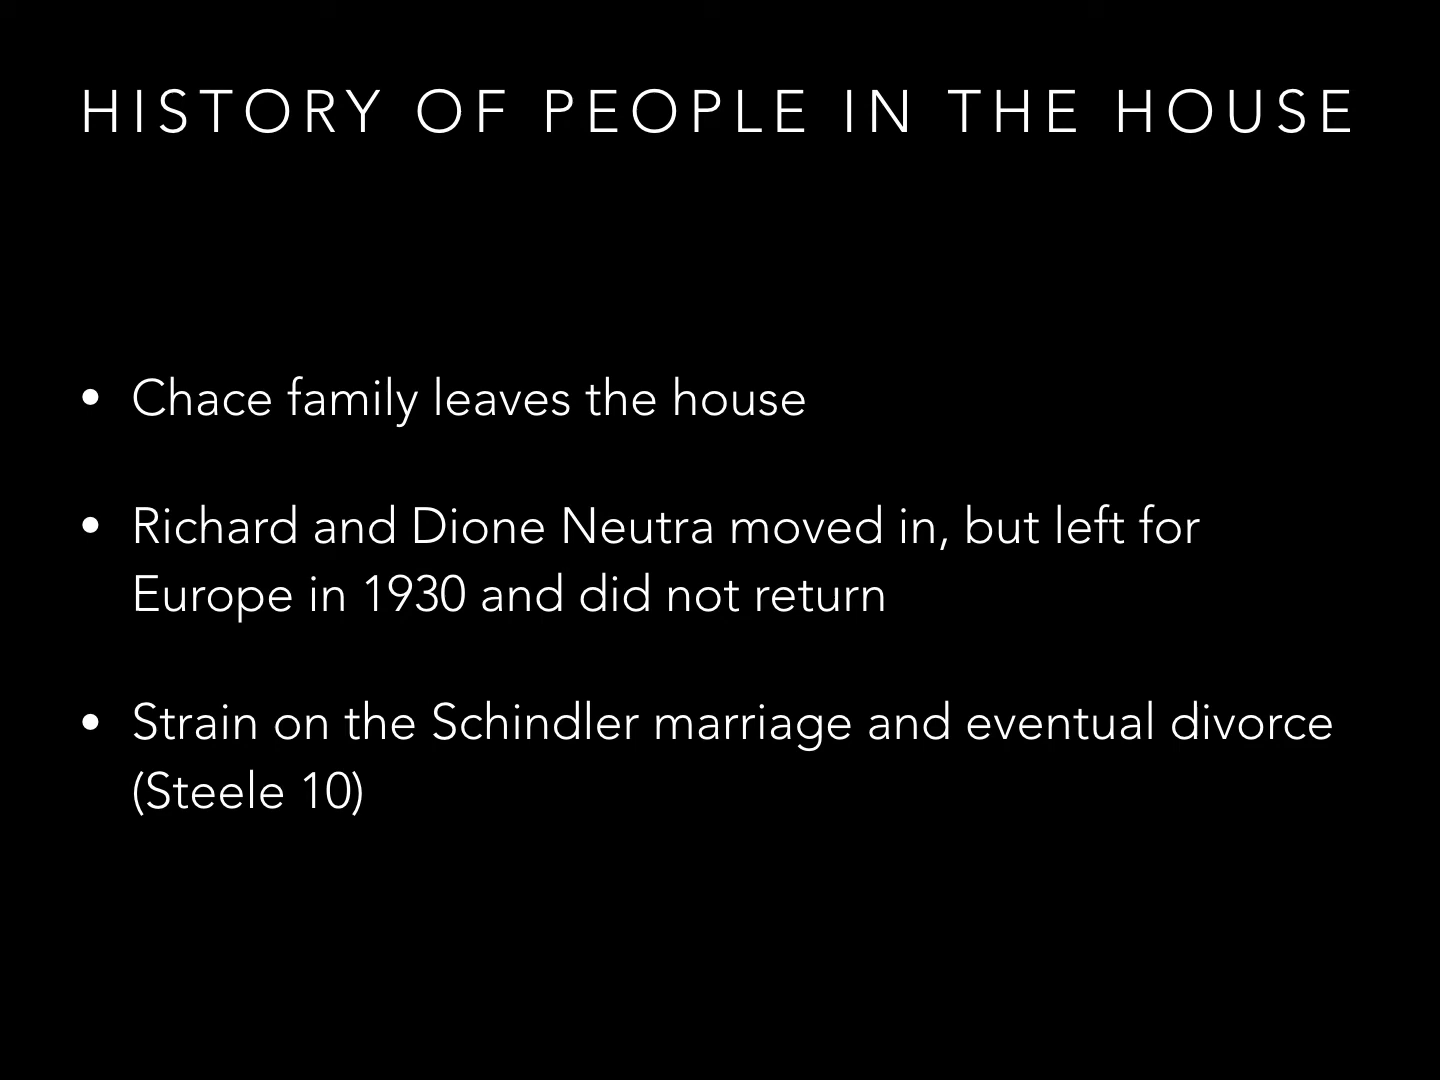 HISTORY OF PEOPLE IN THE HOUSE
• Chace family leaves the house
• Richard and Dione Neutra moved in, but left for
Europe in 1930 and did not return
• Strain on the Schindler marriage and eventual divorce
(Steele 10)